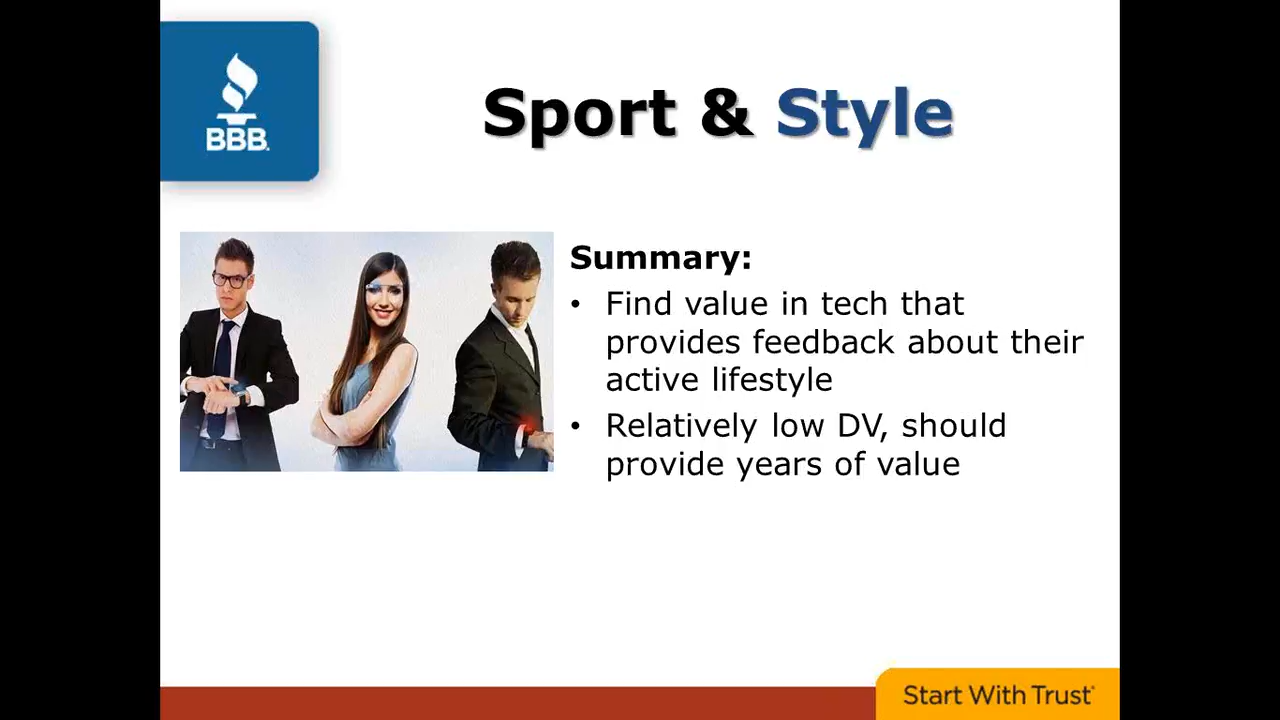 BBB.
Sport & Style
Summary:
• Find value in tech that
provides feedback about their
active lifestyle
• Relatively low DV, should
provide years of value
Start With Trust®